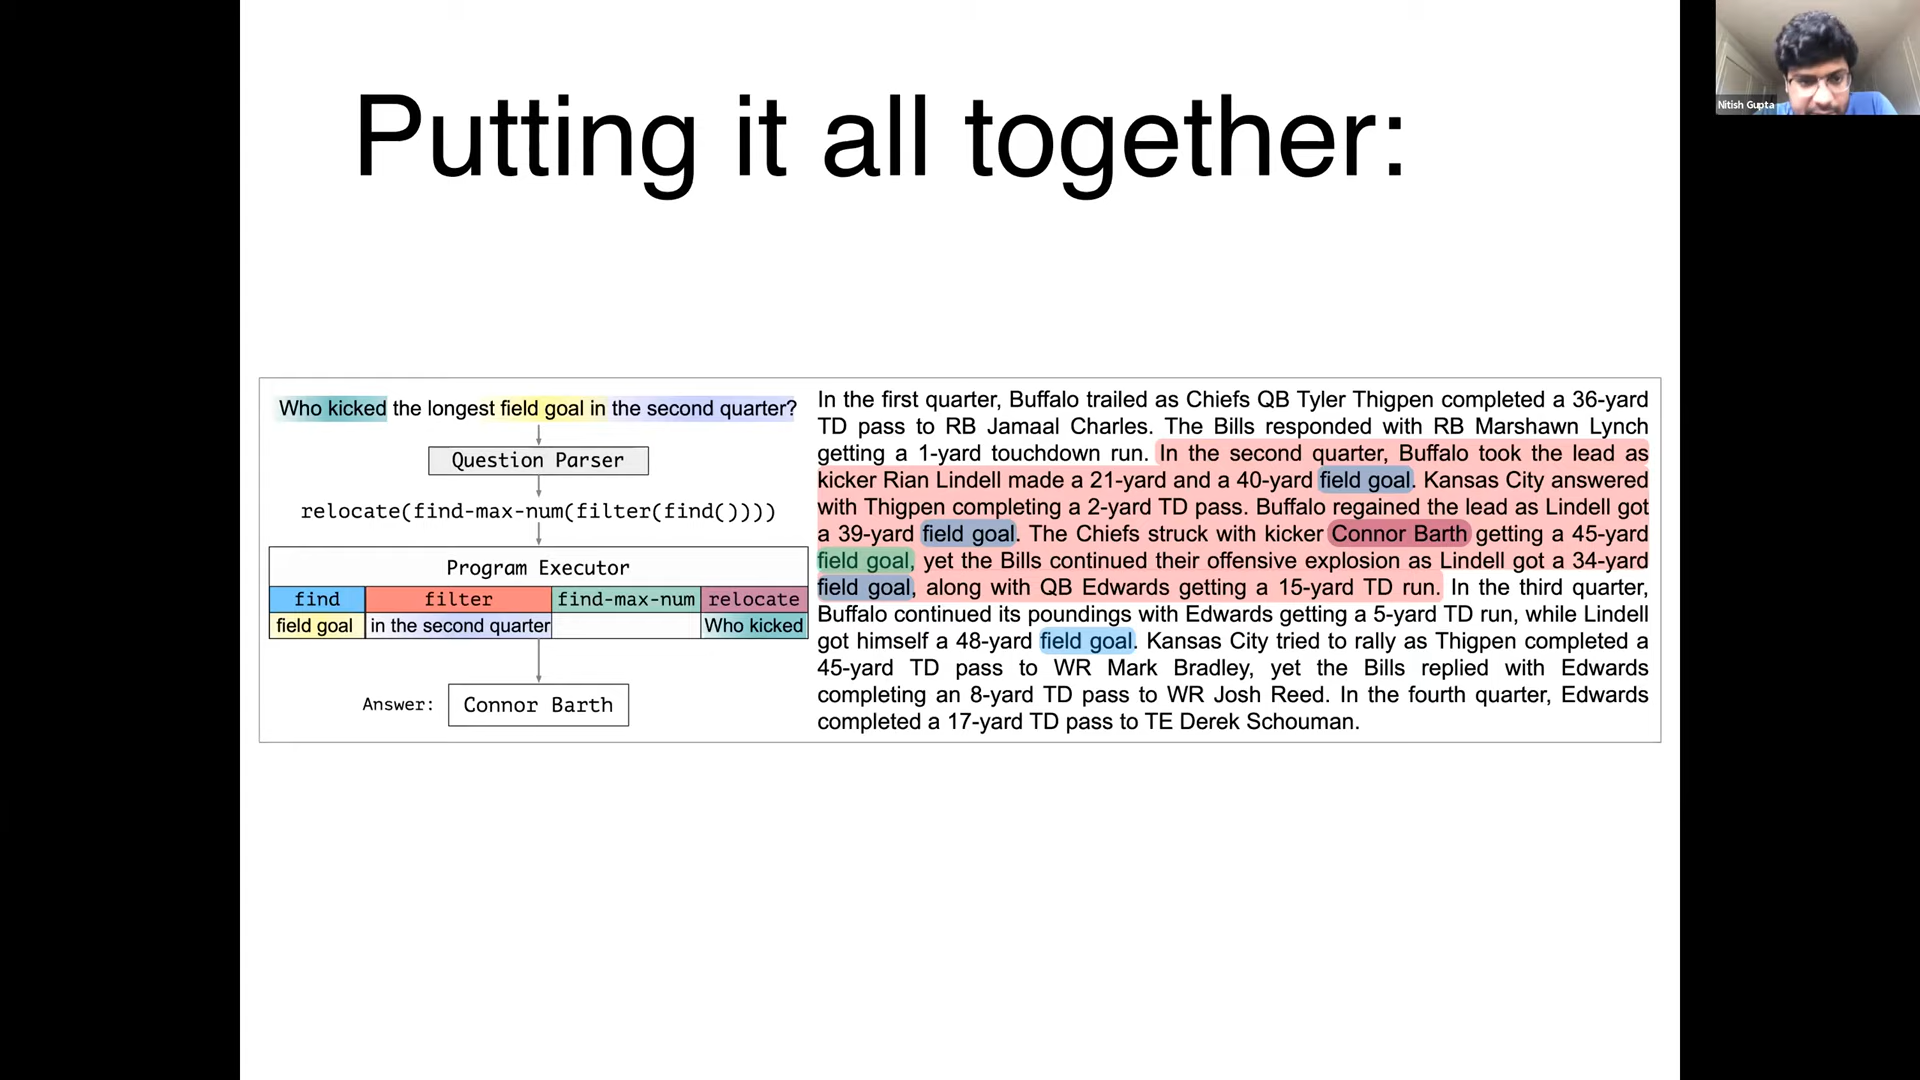 Putting it all together:
Nitish Gupta
Who kicked the longest field goal in the second quarter?
Question Parser
relocate(find-max-num(filter(find())))
Program Executor
find filter find-max-num relocate
field goal in the second quarter Who kicked
Answer: Connor Barth
In the first quarter, Buffalo trailed as Chiefs QB Tyler Thigpen completed a 36-yard
TD pass to RB Jamaal Charles. The Bills responded with RB Marshawn Lynch
getting a 1-yard touchdown run. In the second quarter, Buffalo took the lead as
kicker Rian Lindell made a 21-yard and a 40-yard field goal. Kansas City answered
with Thigpen completing a 2-yard TD pass. Buffalo regained the lead as Lindell got
a 39-yard field goal. The Chiefs struck with kicker Connor Barth getting a 45-yard
field goal, yet the Bills continued their offensive explosion as Lindell got a 34-yard
field goal, along with QB Edwards getting a 15-yard TD run. In the third quarter,
Buffalo continued its poundings with Edwards getting a 5-yard TD run, while Lindell
got himself a 48-yard field goal. Kansas City tried to rally as Thigpen completed a
45-yard TD pass to WR Mark Bradley, yet the Bills replied with Edwards
completing an 8-yard TD pass to WR Josh Reed. In the fourth quarter, Edwards
completed a 17-yard TD pass to TE Derek Schouman.